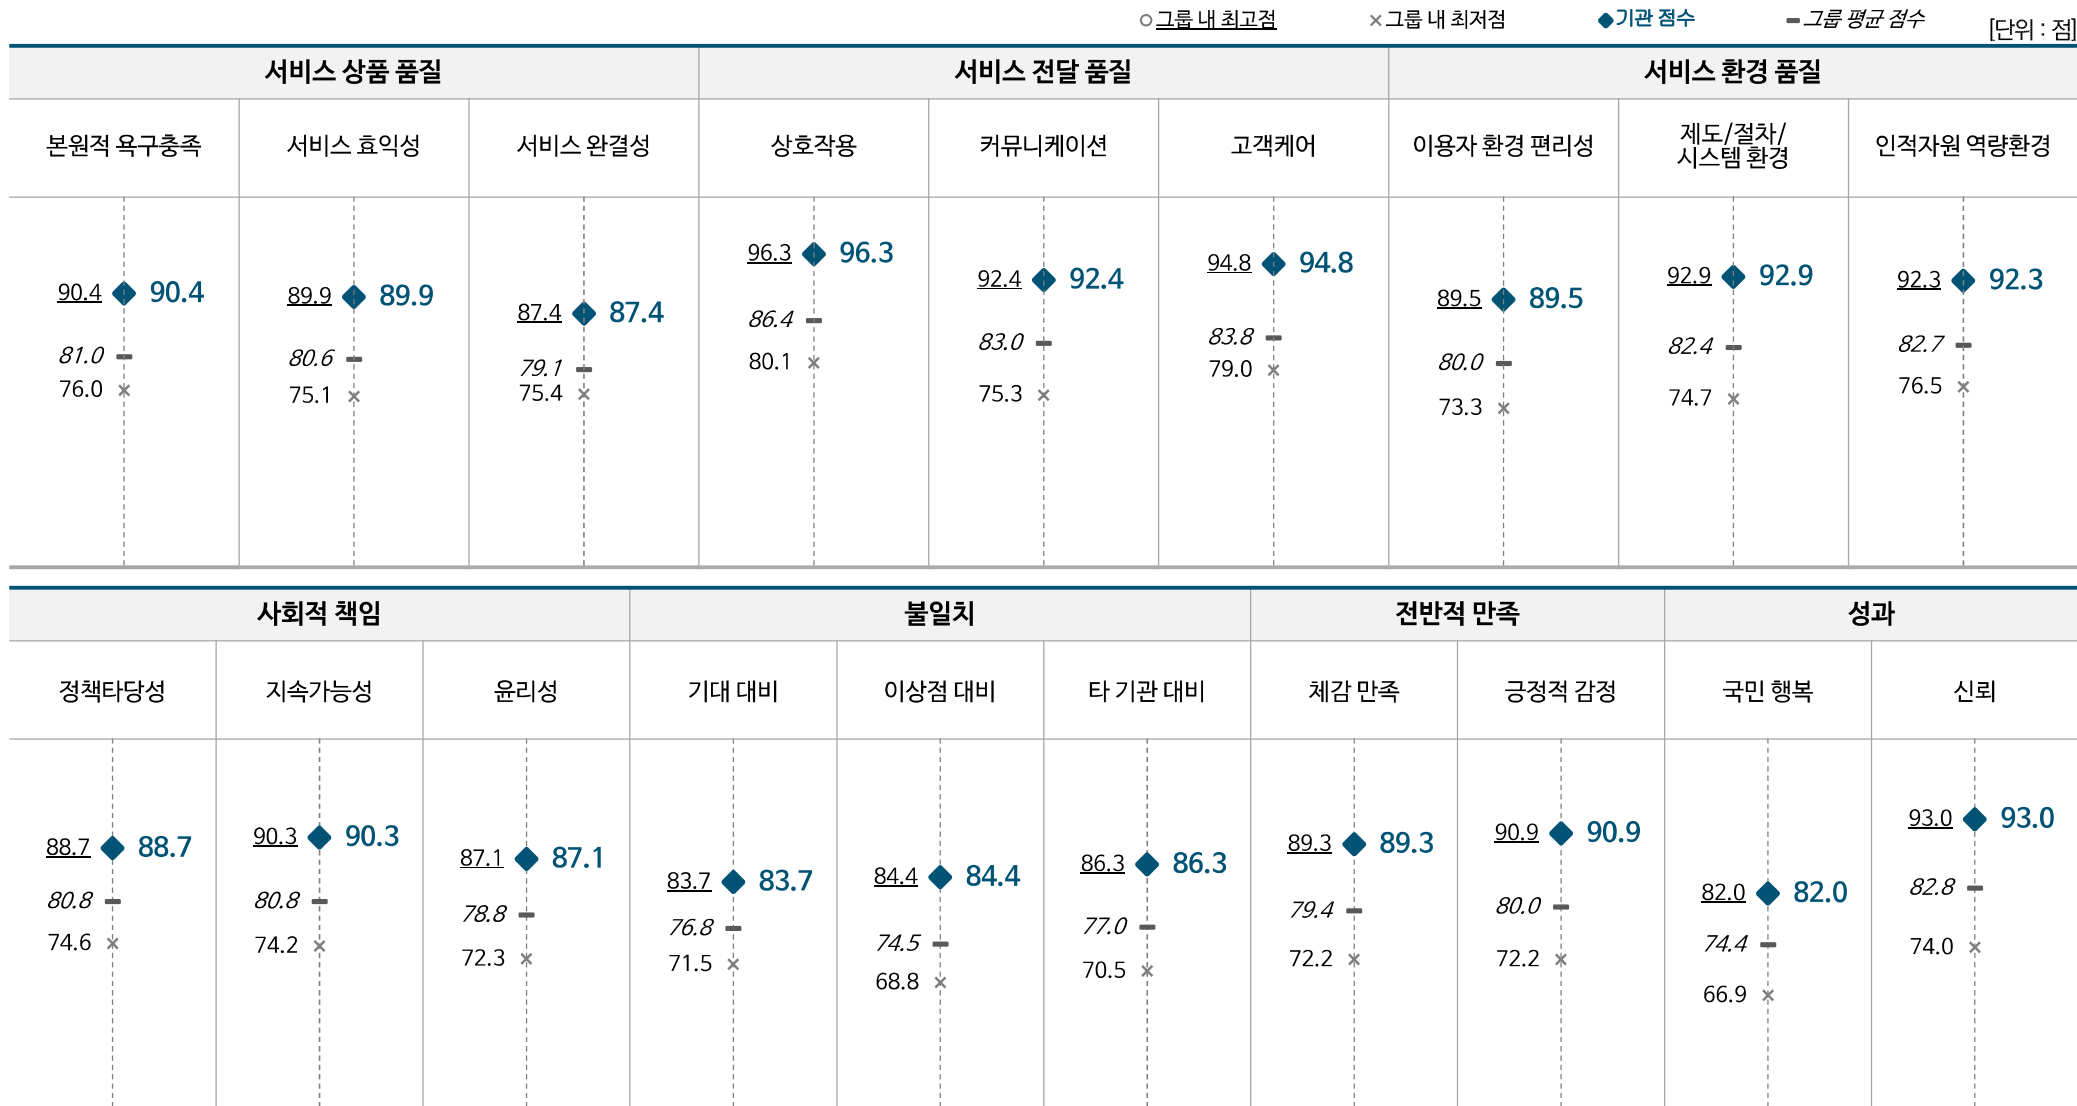 그룹 내 최고점 그룹 내 최저점 기관 점수 그룹 평균 점수
[단위 : 점]
서비스 상품 품질 서비스 전달 품질 서비스 환경 품질
본원적 욕구충족 서비스 효익성 서비스 완결성 상호작용 커뮤니케이션 고객케어 이용자 환경 편리성 제도/절차/
시스템 환경 인적자원 역량환경
90.4 90.4 89.9 89.9 87.4 87.4 96.3 96.3 92.4 92.4 94.8 94.8 89.5 89.5 92.9 92.9 92.3 92.3
81.0 80.6 79.1 86.4 83.0 83.8 80.0 82.4 82.7
76.0 75.1 75.4 80.1 75.3 79.0 73.3 74.7 76.5
사회적 책임 불일치 전반적 만족 성과
정책타당성 지속가능성 윤리성 기대 대비 이상점 대비 타 기관 대비 체감 만족 긍정적 감정 국민 행복 신뢰
88.7 88.7 90.3 90.3 87.1 87.1 83.7 83.7 84.4 84.4 86.3 86.3 89.3 89.3 90.9 90.9 82.0 82.0 93.0 93.0
80.8 80.8 78.8 76.8 74.5 77.0 79.4 80.0 74.4 82.8
74.6 74.2 72.3 71.5 68.8 70.5 72.2 72.2 66.9 74.0